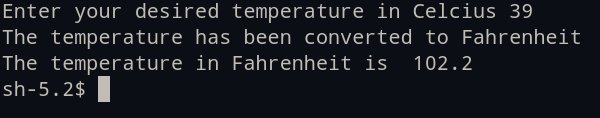 Enter your desired temperature in Celcius 39
The temperature has been converted to Fahrenheit
The temperature in Fahrenheit is  102.2
sh-5.2$